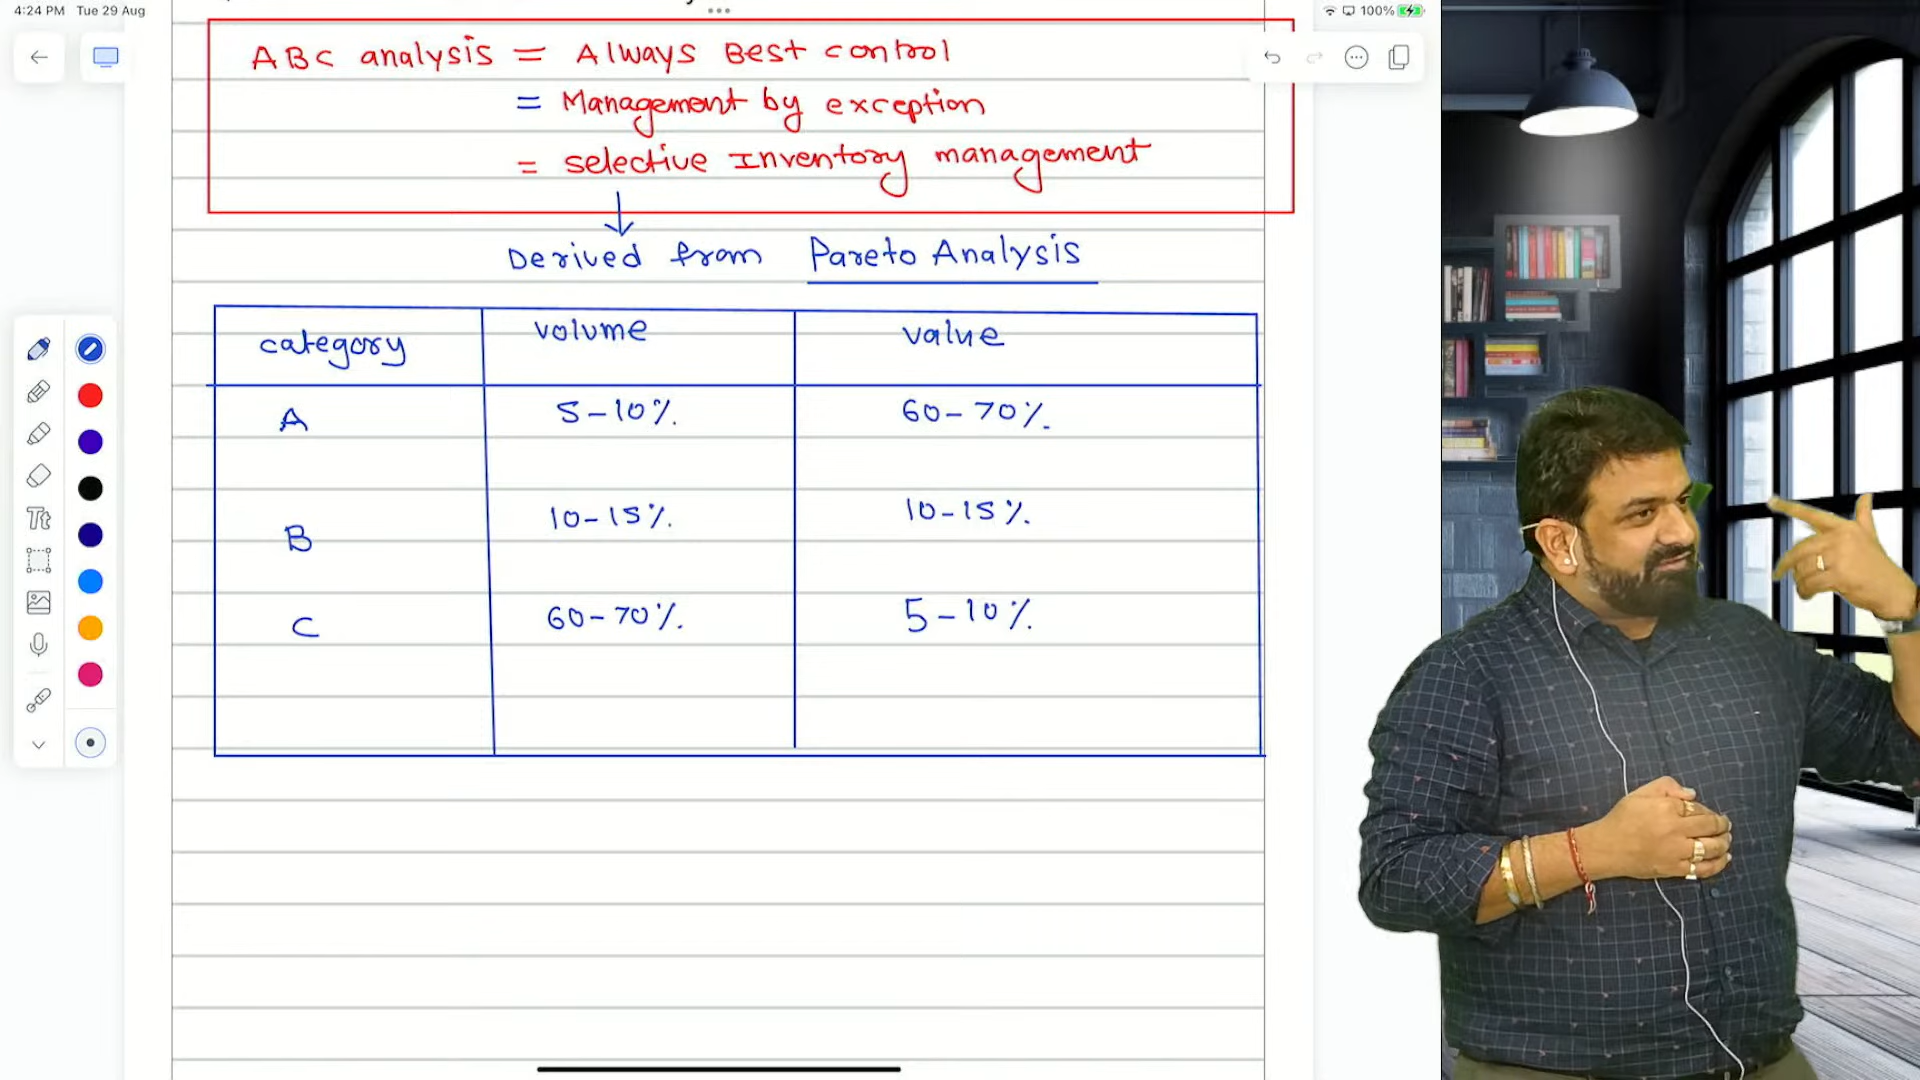 4:24 PM Tue 29 Aug
100%
ABC analysis = Always Best control
= Management by exception
= selective Inventory management
Derived from Pareto Analysis
category volume value
A 5-10% 60-70%
B 10-15% 10-15%
C 60-70% 5-10%
Tt